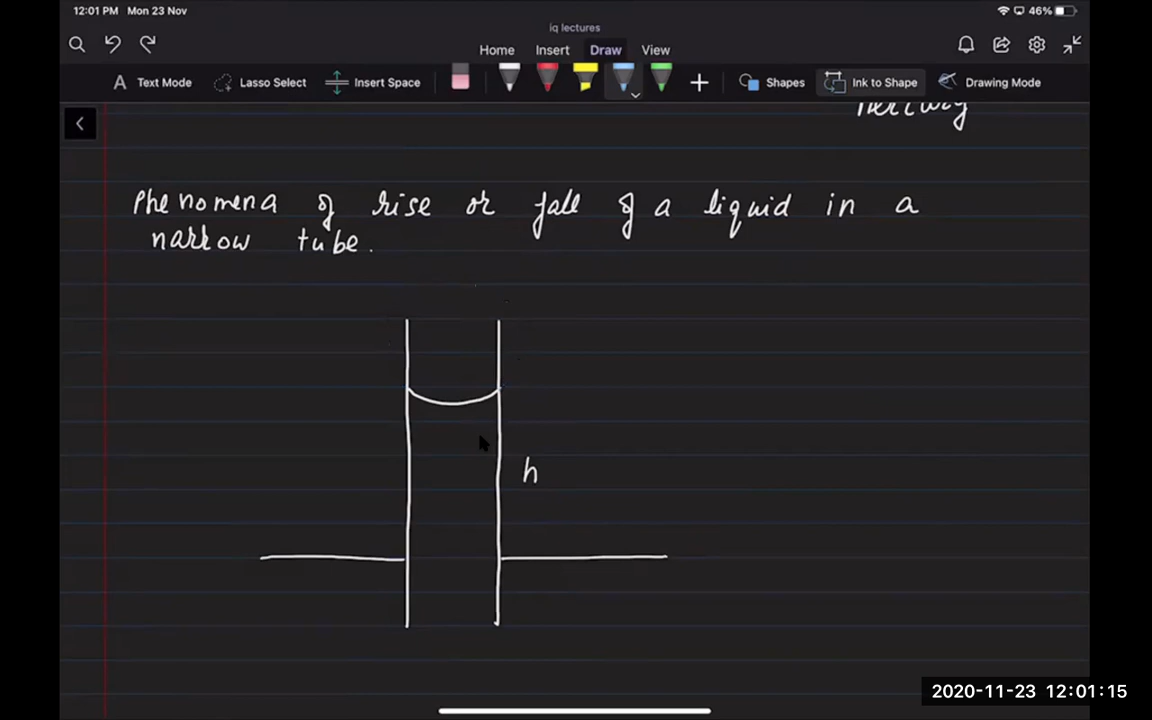 12:01 PM Mon 23 Nov
46%
iq lectures
Home Insert Draw View
A Text Mode Lasso Select Insert Space Shapes Ink to Shape Drawing Mode
Mercury
Phenomena of rise or fall of a liquid in a
narrow tube.
h
2020-11-23 12:01:15